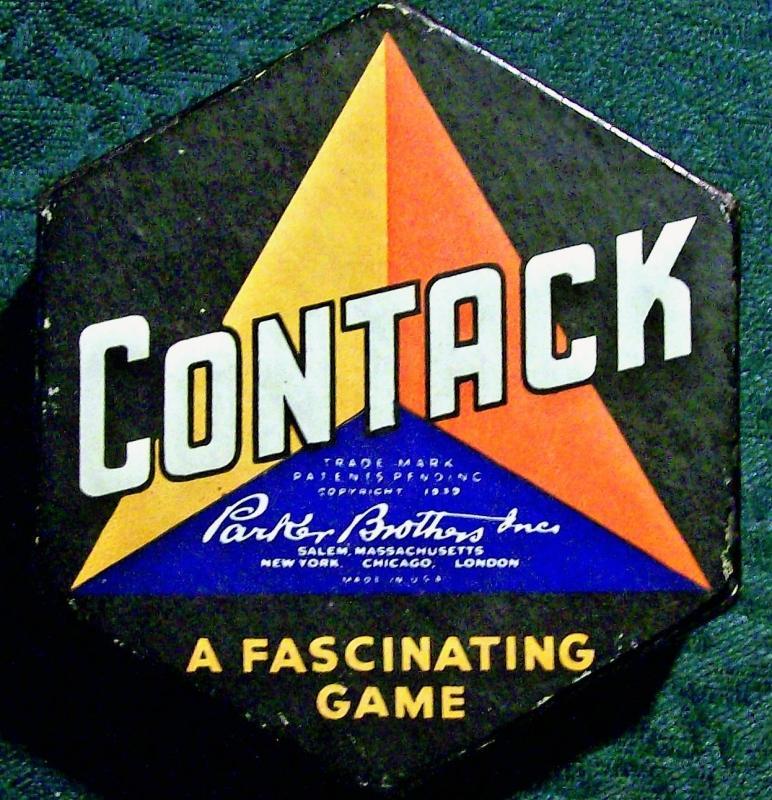 CONTACK
TRADE-MARK
PATENTS PENDING
COPYRIGHT 1939
Parker Brothers Inc.
SALEM, MASSACHUSETTS
NEW YORK CHICAGO, LONDON
MADE IN U.S.A.
A FASCINATING
GAME